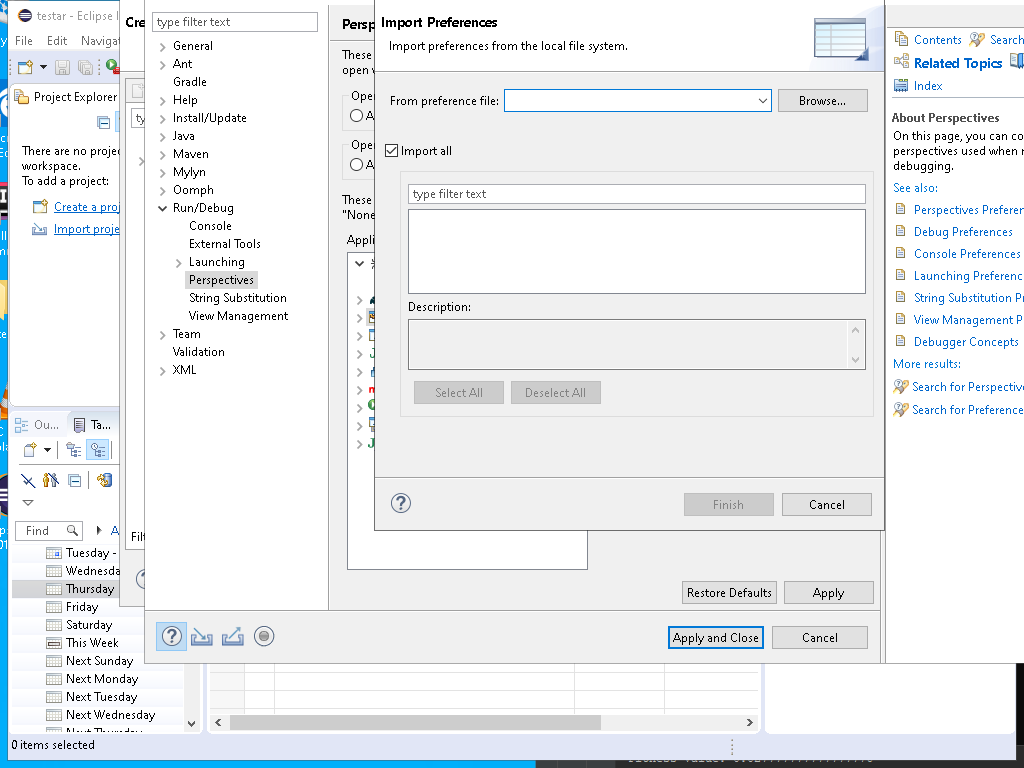 testar - Eclipse I
File Edit Navigat
Project Explorer
There are no proje
workspace.
To add a project:
Create a proj
Import proje
Ou...
Ta...
Find
A
Tuesday -
Wednesda
Thursday
Friday
Saturday
This Week
Next Sunday
Next Monday
Next Tuesday
Next Wednesday
Next Thursday
0 items selected
Cre
ty
Filt
type filter text
General
Ant
Gradle
Help
Install/Update
Java
Maven
Mylyn
Oomph
Run/Debug
Console
External Tools
Launching
Perspectives
String Substitution
View Management
Team
Validation
XML
Persp
These
open w
Oper
A
Oper
A
These
"None
Appli
Restore Defaults
Apply
Apply and Close
Cancel
Import Preferences
Import preferences from the local file system.
From preference file:
Browse...
Import all
type filter text
Description:
Select All
Deselect All
Finish
Cancel
Contents
Search
Related Topics
Index
About Perspectives
On this page, you can co
perspectives used when r
debugging.
See also:
Perspectives Preferen
Debug Preferences
Console Preferences
Launching Preferenc
String Substitution Pr
View Management P
Debugger Concepts
More results:
Search for Perspective
Search for Preference